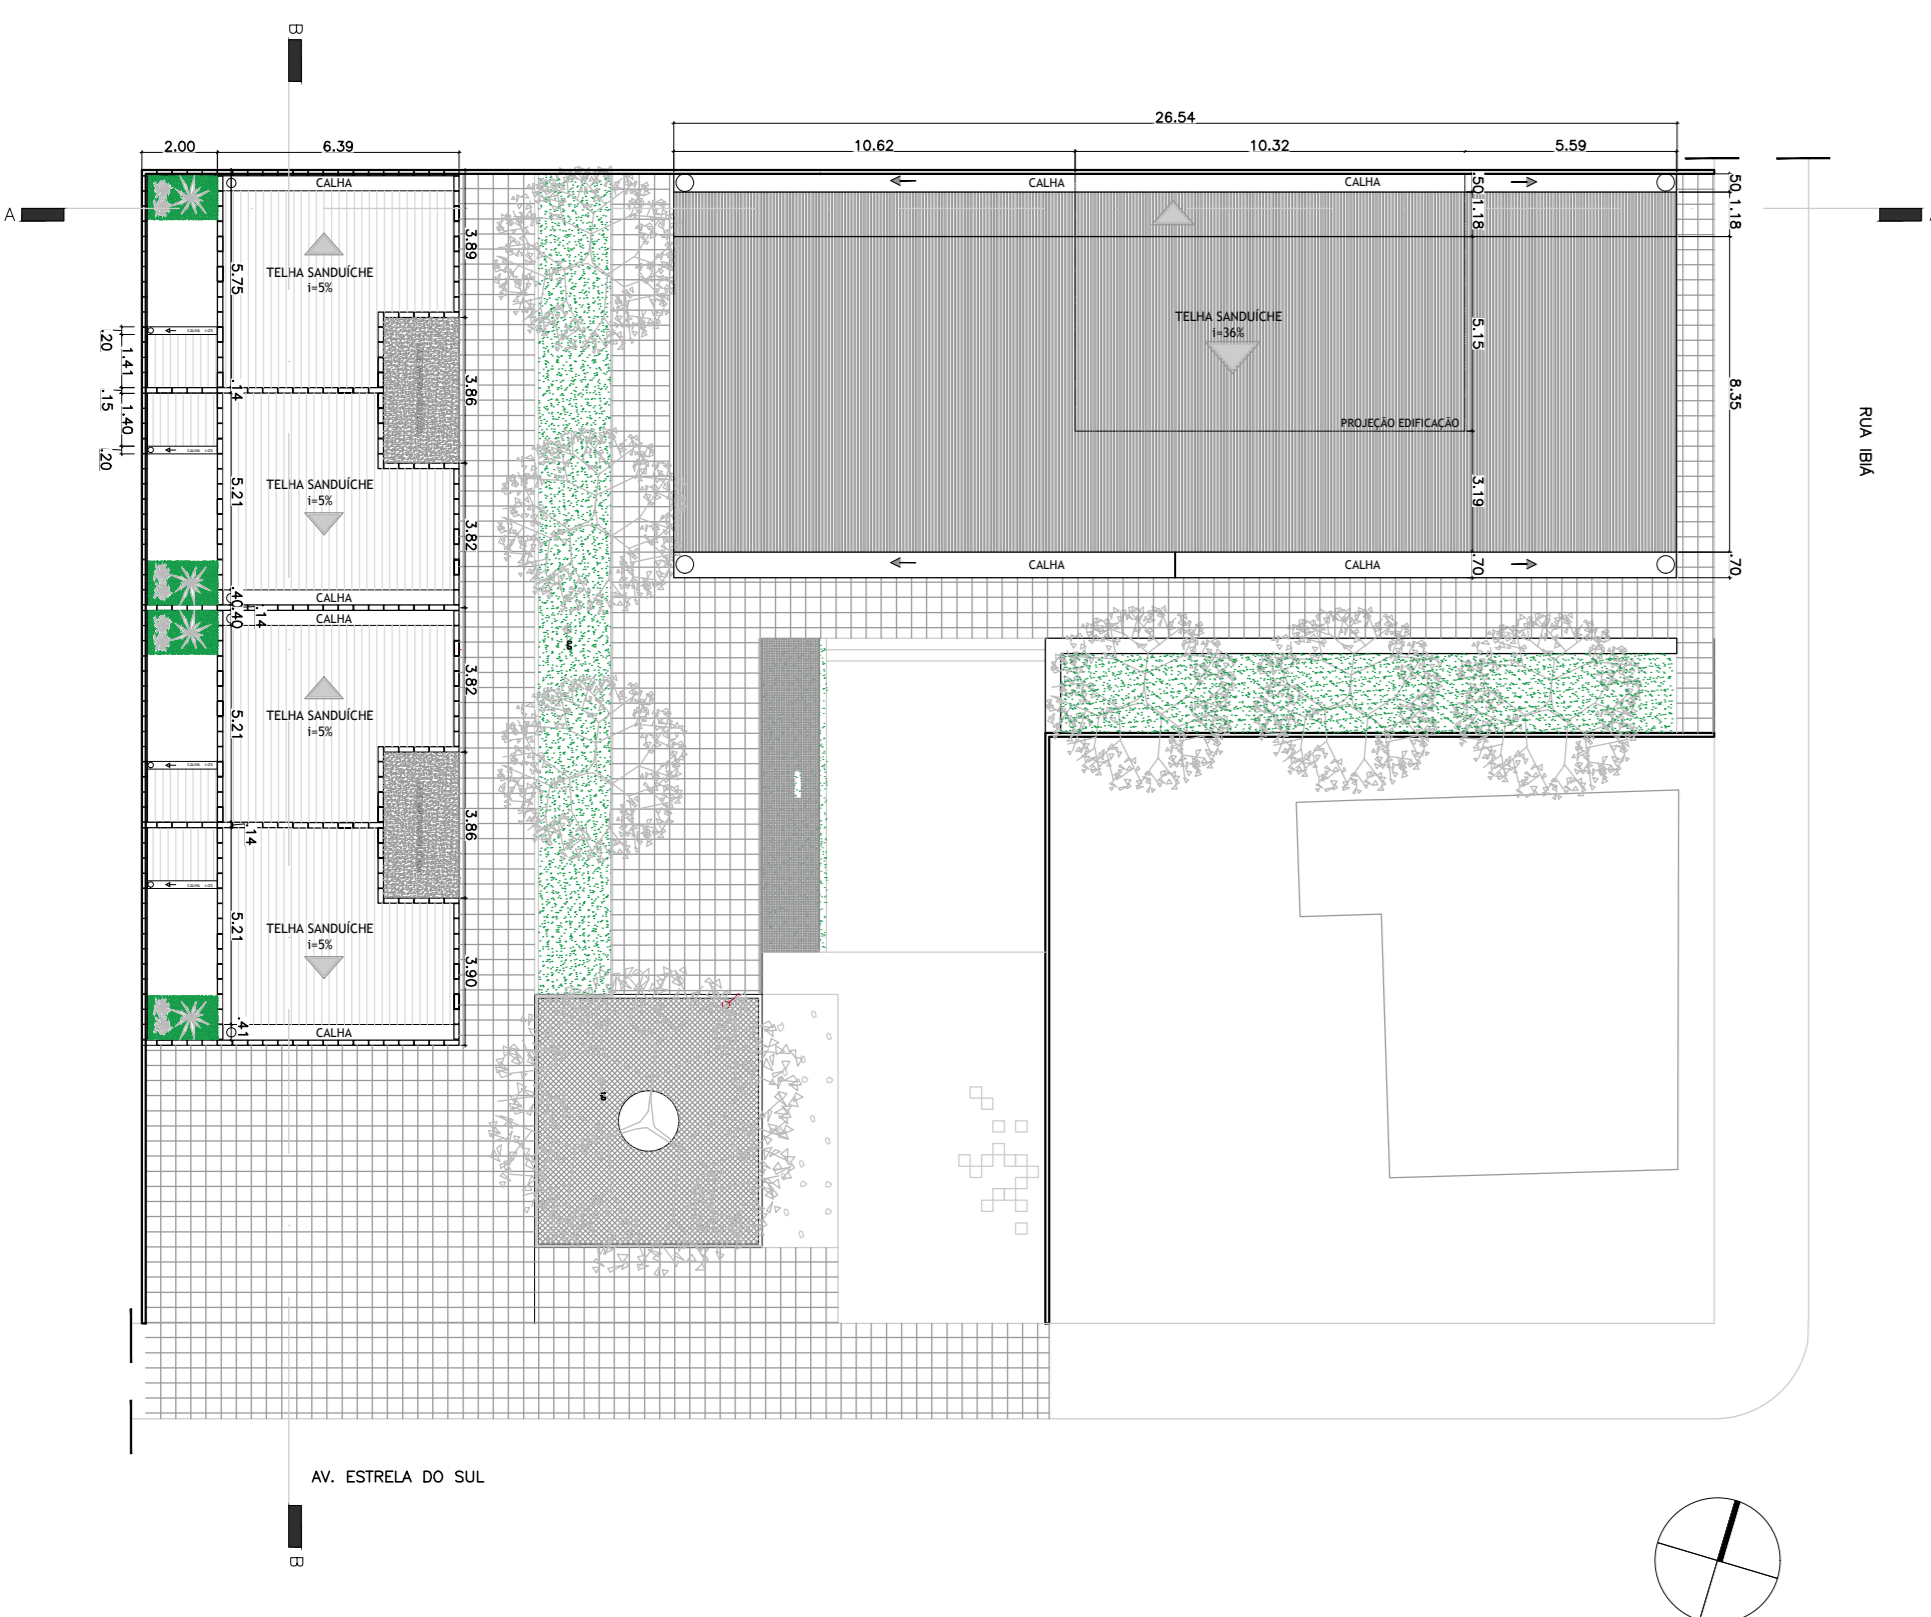 B
26.54
2.00
6.39
10.62
10.32
5.59
CALHA
CALHA
CALHA
.50
1.18
.50
1.18
A
3.89
TELHA SANDUÍCHE
i=5%
5.75
TELHA SANDUÍCHE
i=36%
5.15
8.35
RUA IBIÁ
.20
1.41
.14
3.86
.15
1.40
.20
PROJEÇÃO EDIFICAÇÃO
TELHA SANDUÍCHE
i=5%
5.21
3.19
3.82
CALHA
CALHA
.70
.70
CALHA
.40
.40
.14
CALHA
3.82
TELHA SANDUÍCHE
i=5%
5.21
3.86
.14
5.21
TELHA SANDUÍCHE
i=5%
3.90
.41
CALHA
AV. ESTRELA DO SUL
B